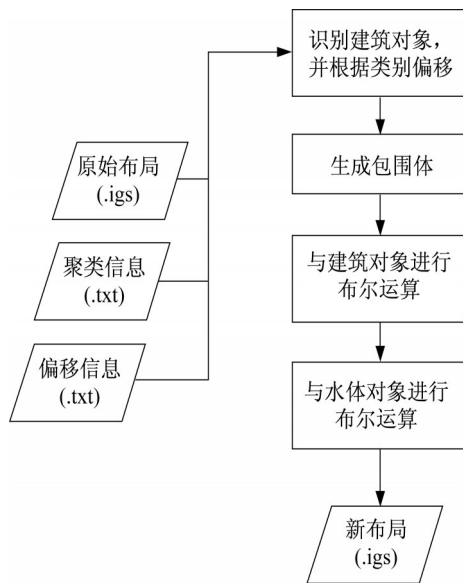 识别建筑对象，
并根据类别偏移
原始布局
(.igs)
生成包围体
聚类信息
(.txt)
与建筑对象进行
布尔运算
偏移信息
(.txt)
与水体对象进行
布尔运算
新布局
(.igs)